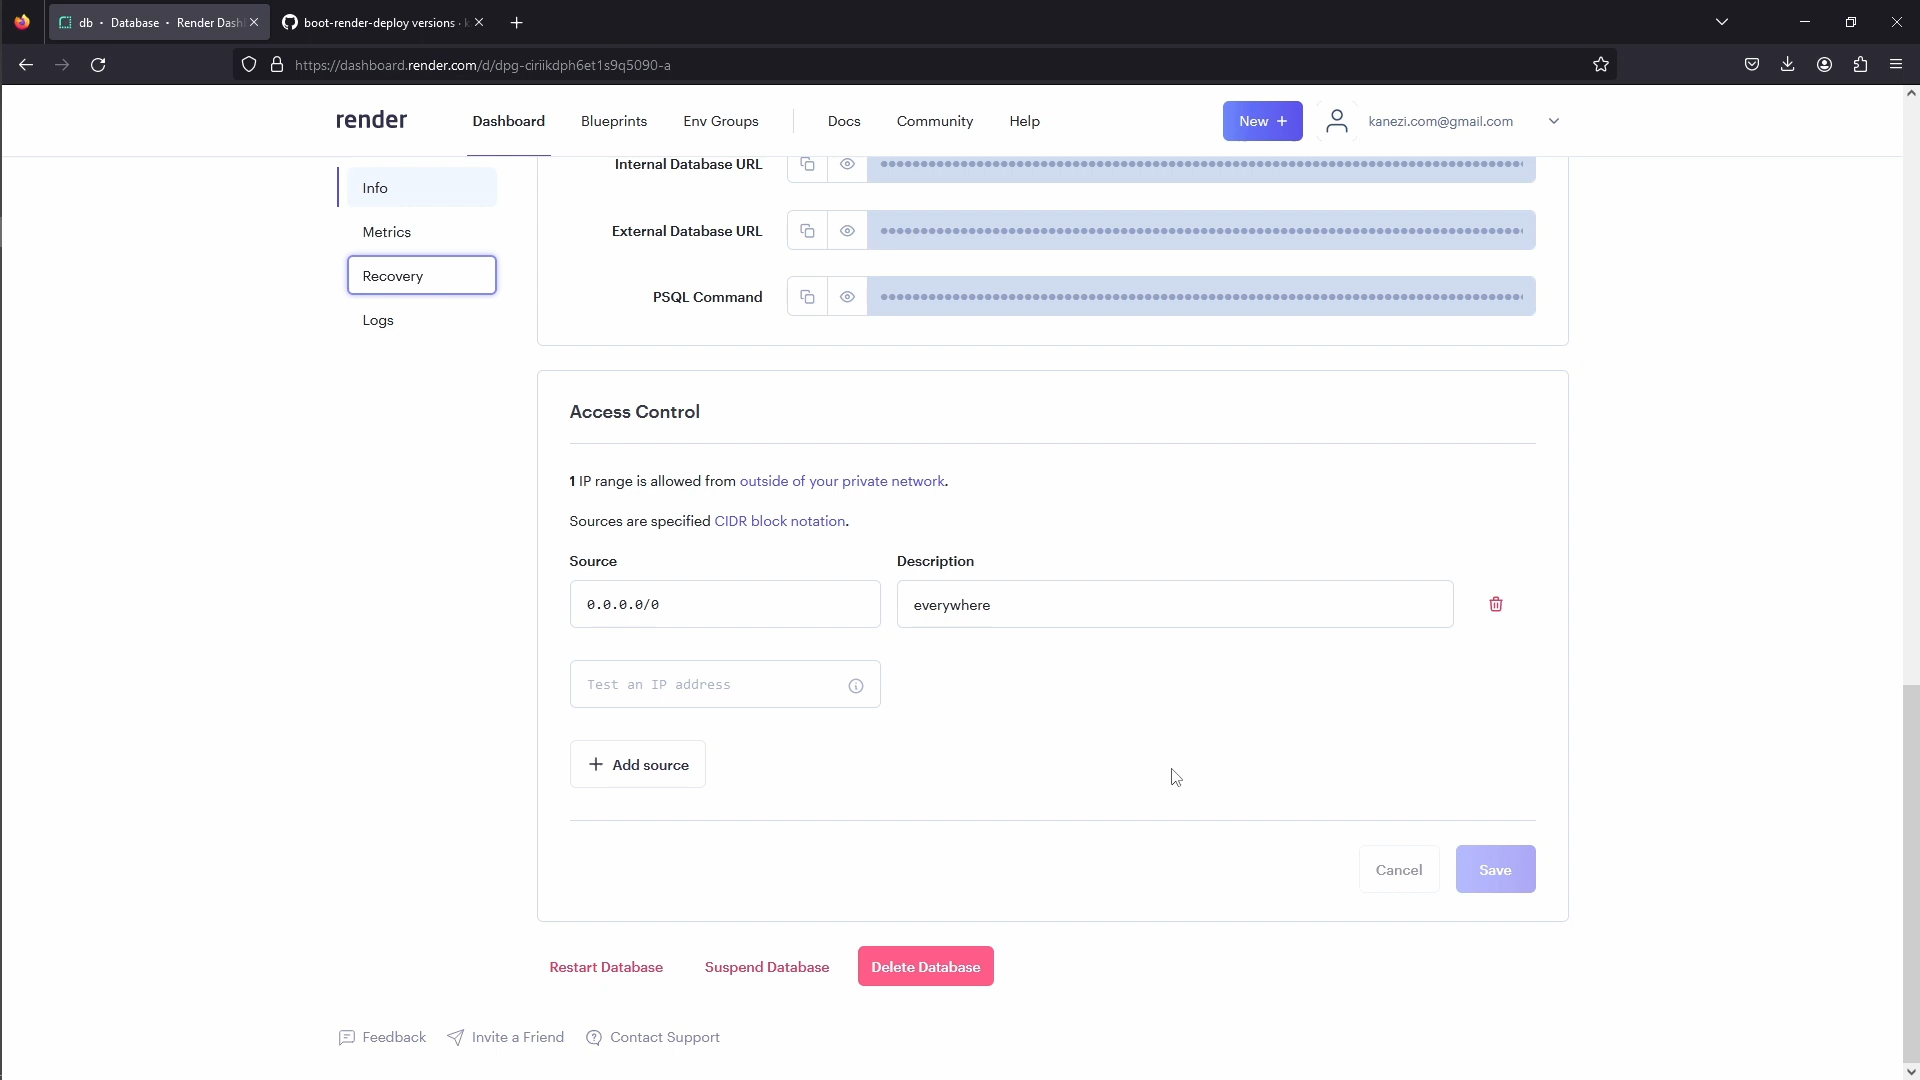 db · Database · Render Dash
boot-render-deploy versions ·
https://dashboard.render.com/d/dpg-ciriikdph6et1s9q5090-a
render
Dashboard
Blueprints
Env Groups
Docs
Community
Help
New +
kanezi.com@gmail.com
Info
Metrics
Recovery
Logs
Internal Database URL
External Database URL
PSQL Command
Access Control
1 IP range is allowed from outside of your private network.
Sources are specified CIDR block notation.
Source
Description
0.0.0.0/0
everywhere
Test an IP address
+ Add source
Cancel
Save
Restart Database
Suspend Database
Delete Database
Feedback
Invite a Friend
Contact Support